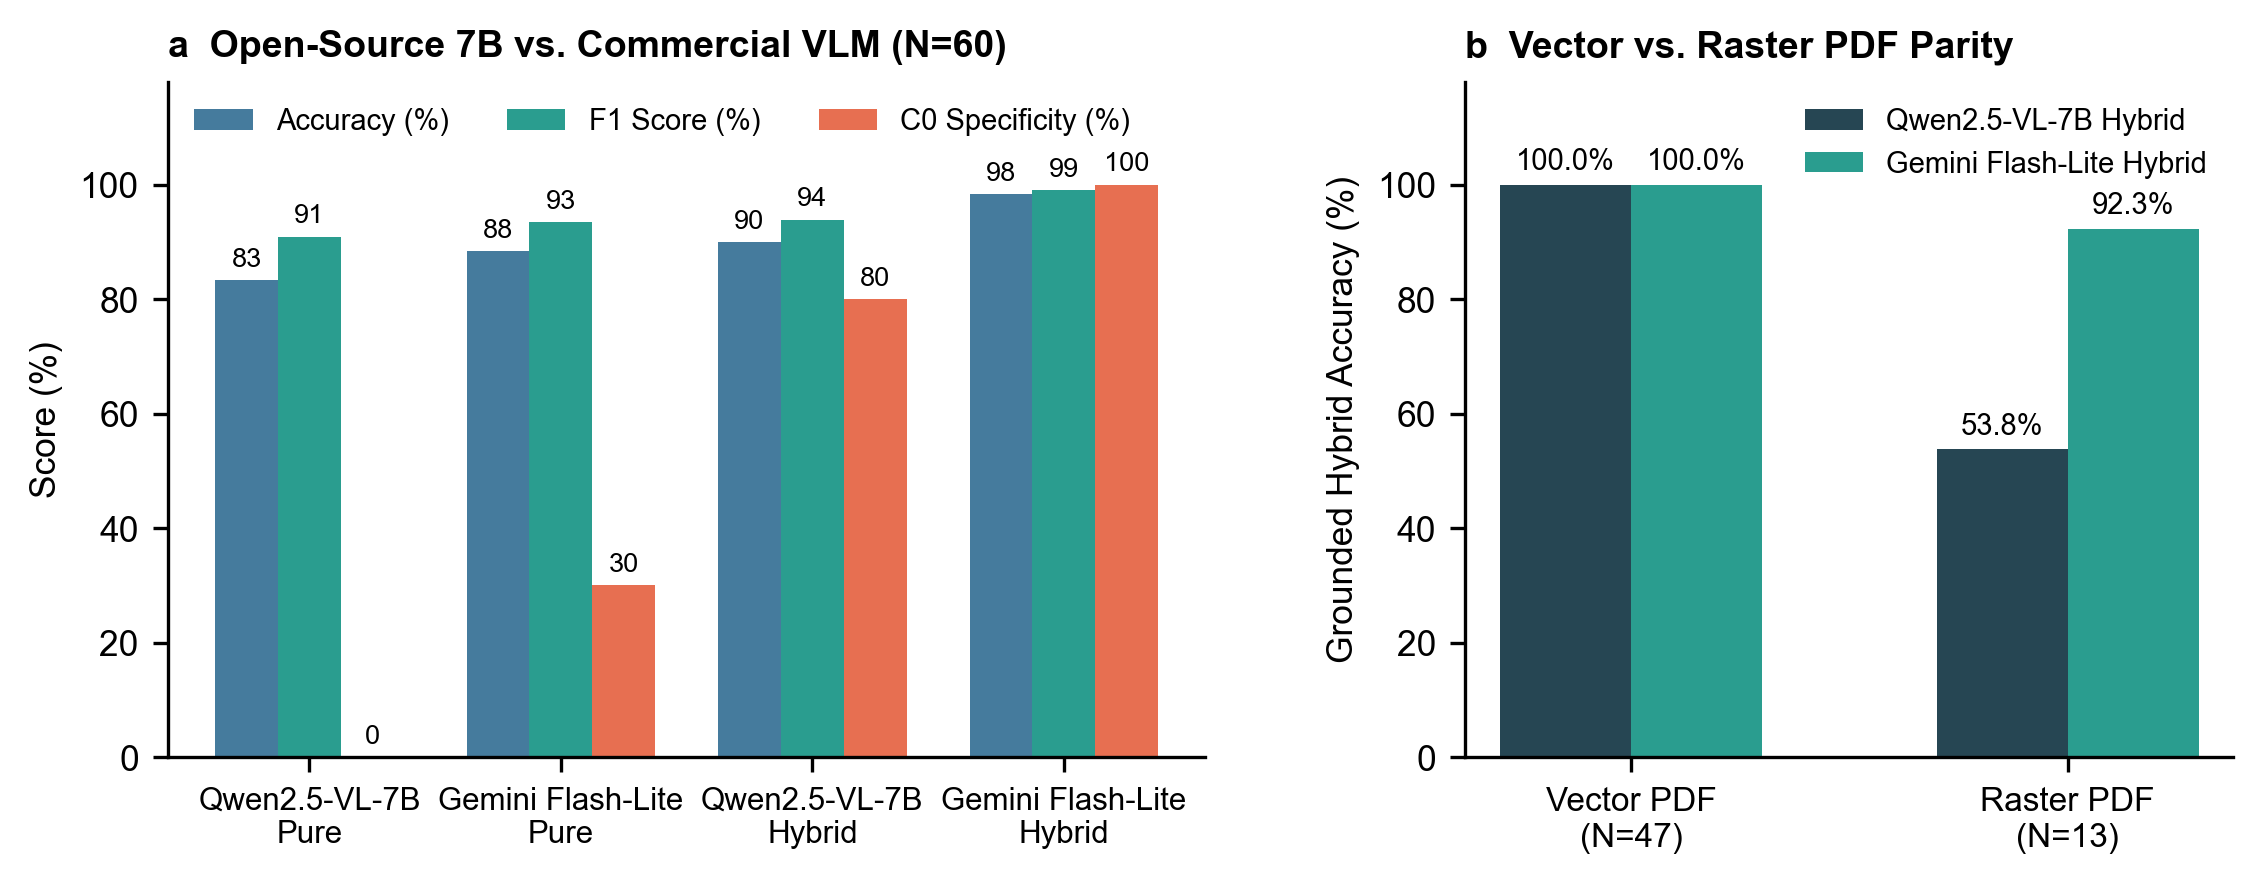 a Open-Source 7B vs. Commercial VLM (N=60)
Accuracy (%) F1 Score (%) C0 Specificity (%)
Score (%)
100
80
60
40
20
0
83
91
0
88
93
30
90
94
80
98
99
100
Qwen2.5-VL-7B
Pure
Gemini Flash-Lite
Pure
Qwen2.5-VL-7B
Hybrid
Gemini Flash-Lite
Hybrid
b Vector vs. Raster PDF Parity
Qwen2.5-VL-7B Hybrid
Gemini Flash-Lite Hybrid
Grounded Hybrid Accuracy (%)
100
80
60
40
20
0
100.0%
100.0%
53.8%
92.3%
Vector PDF
(N=47)
Raster PDF
(N=13)